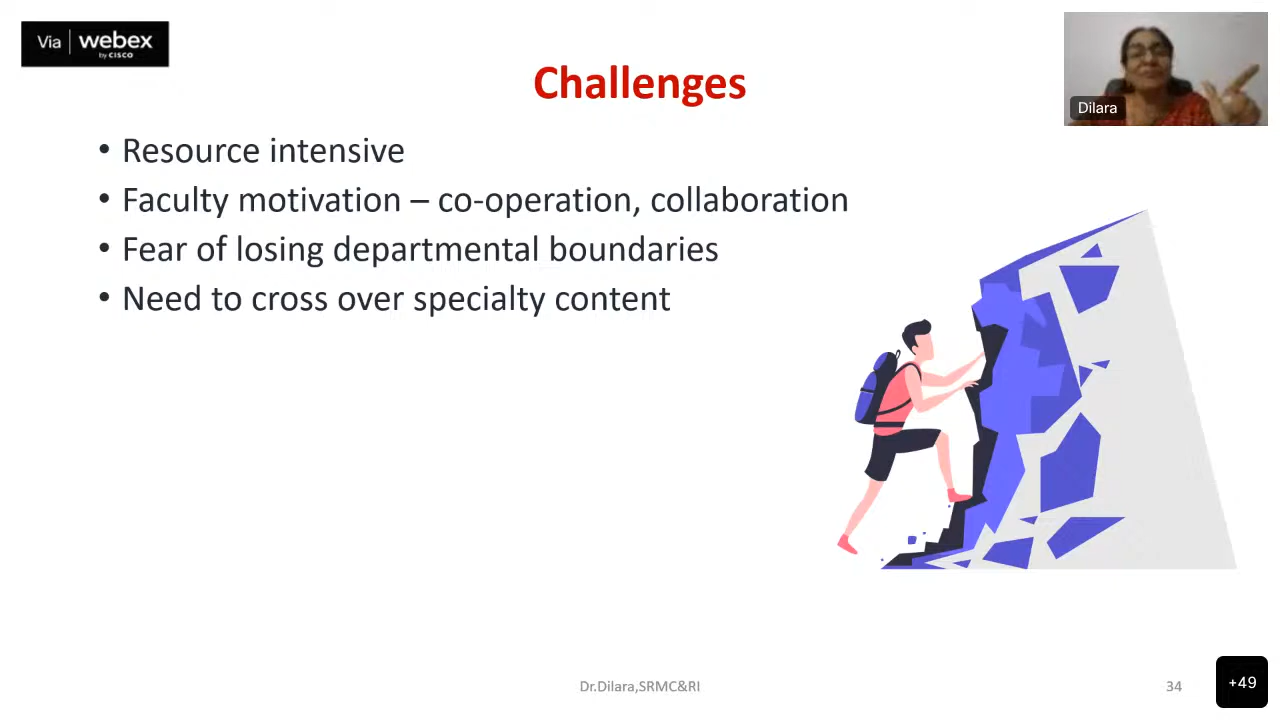 Via webex
by CISCO
Challenges
Dilara
• Resource intensive
• Faculty motivation – co-operation, collaboration
• Fear of losing departmental boundaries
• Need to cross over specialty content
Dr.Dilara,SRMC&RI
34
+49